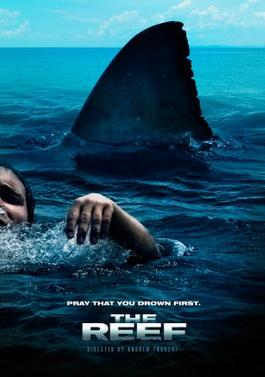 PRAY THAT YOU DROWN FIRST.
THE
REEF
DIRECTED BY ANDREW TRAUCKI